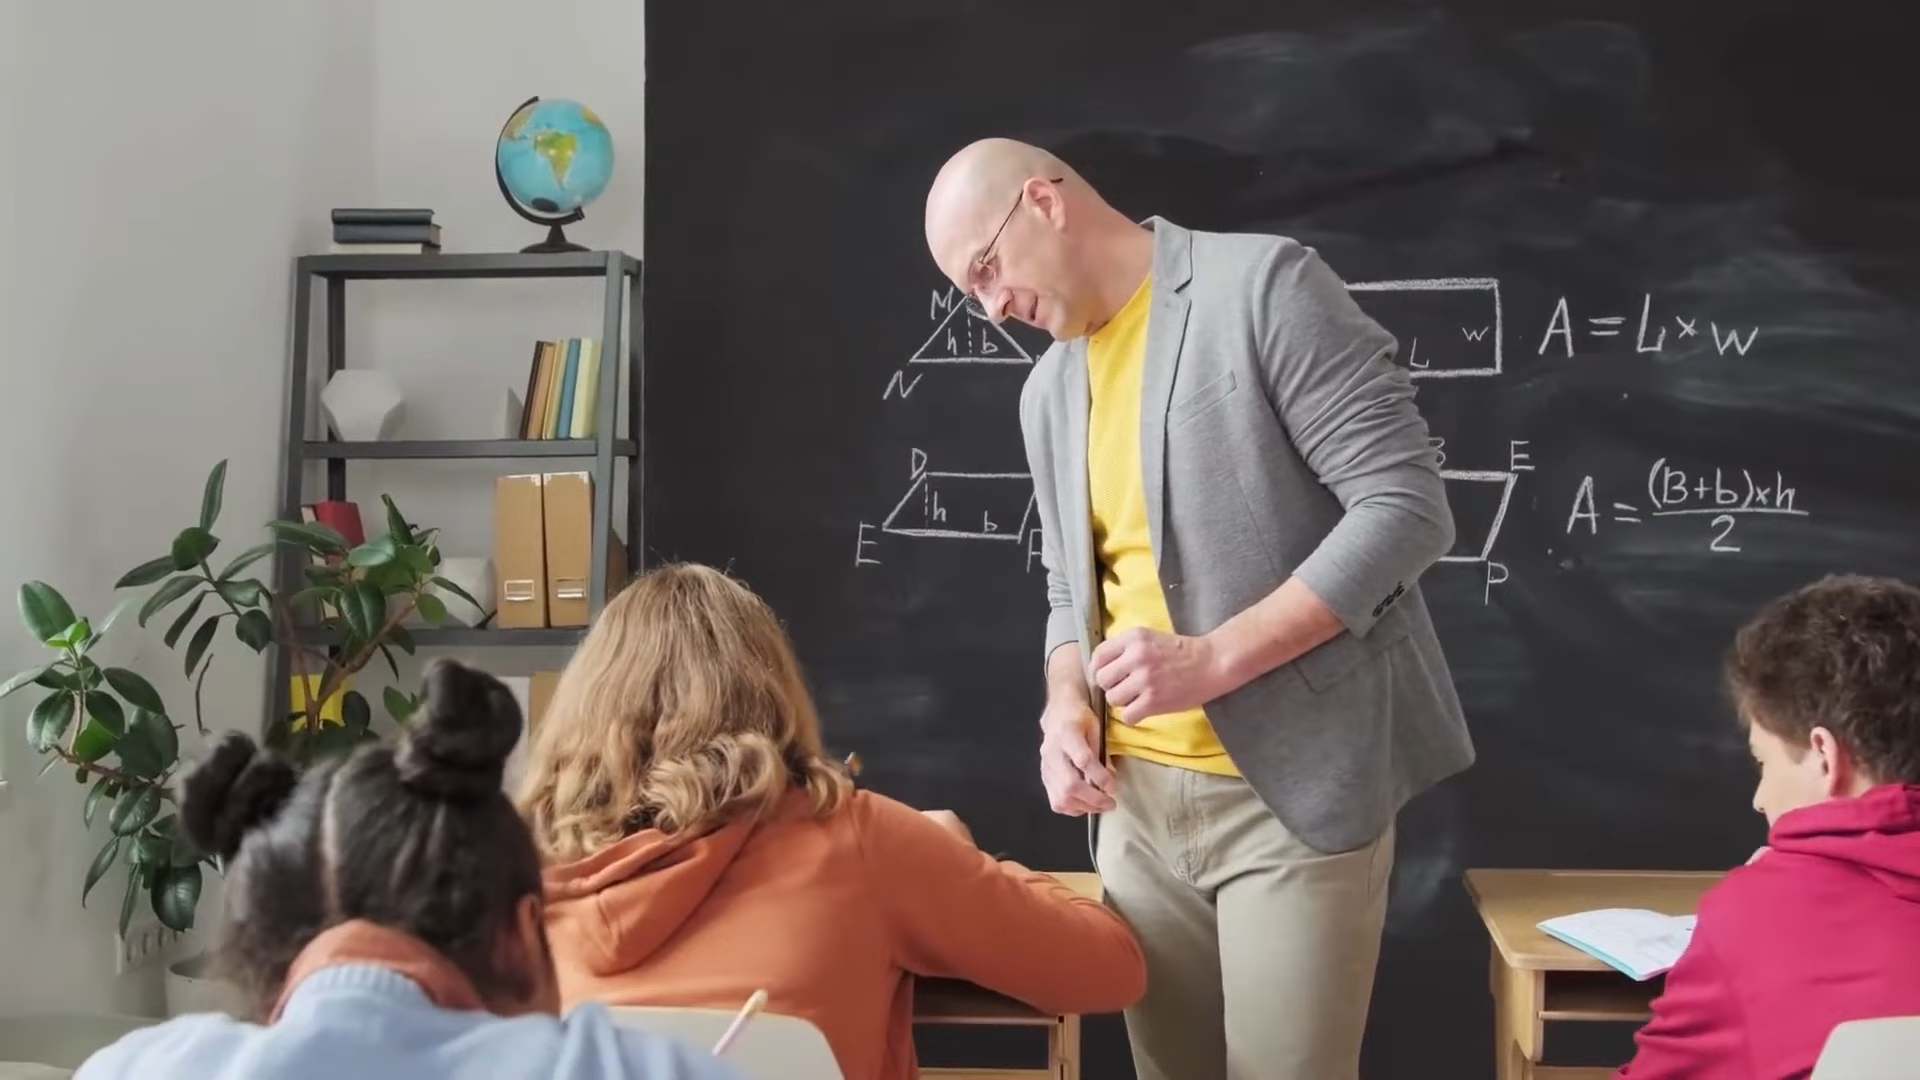 M
h b
N
w
L
A = L × w
D
h
b
E
E
A = (B+b)×h / 2
P